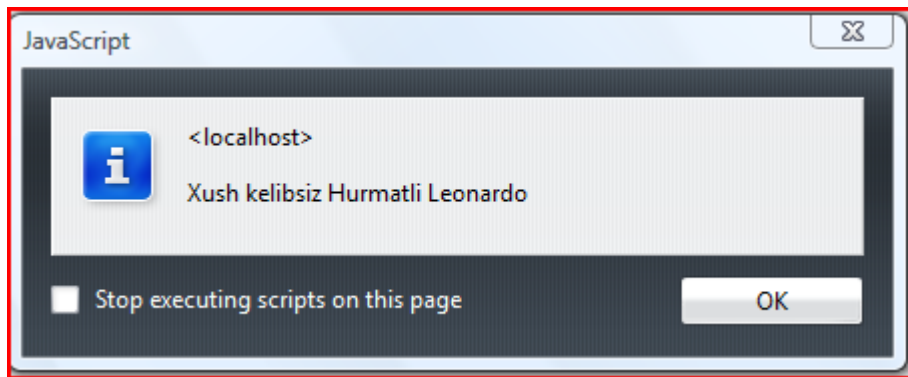 JavaScript
<localhost>
Xush kelibsiz Hurmatli Leonardo
Stop executing scripts on this page
OK